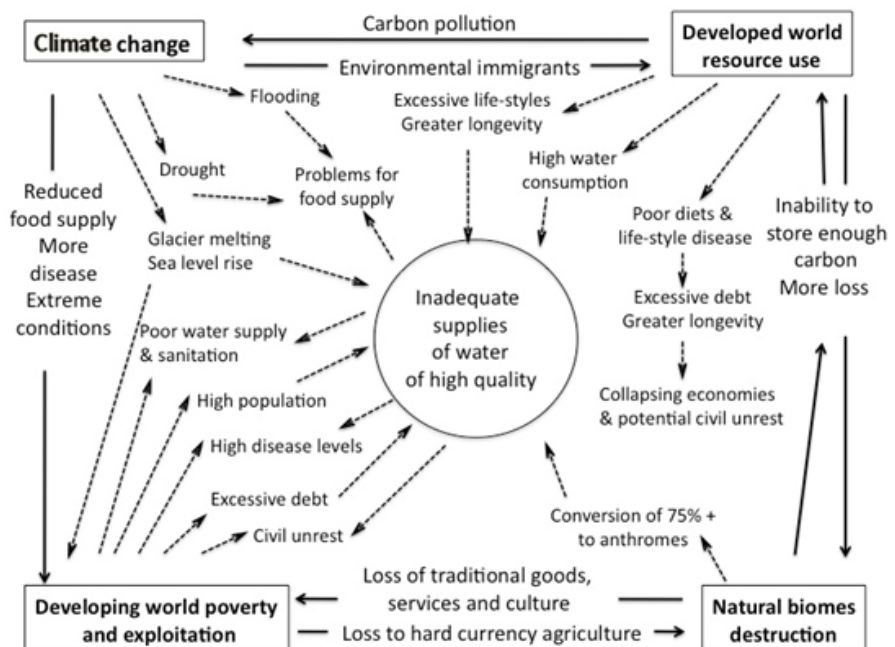 Carbon pollution
Climate change
Developed world
resource use
Environmental immigrants
Flooding
Excessive life-styles
Greater longevity
Drought
Problems for
food supply
High water
consumption
Reduced
food supply
More
disease
Extreme
conditions
Glacier melting
Sea level rise
Poor diets &
life-style disease
Inability to
store enough
carbon
More loss
Inadequate
supplies
of water
of high quality
Excessive debt
Greater longevity
Poor water supply
& sanitation
High population
Collapsing economies
& potential civil unrest
High disease levels
Excessive debt
Civil unrest
Conversion of 75% +
to anthromes
Loss of traditional goods,
services and culture
Developing world poverty
and exploitation
Natural biomes
destruction
Loss to hard currency agriculture